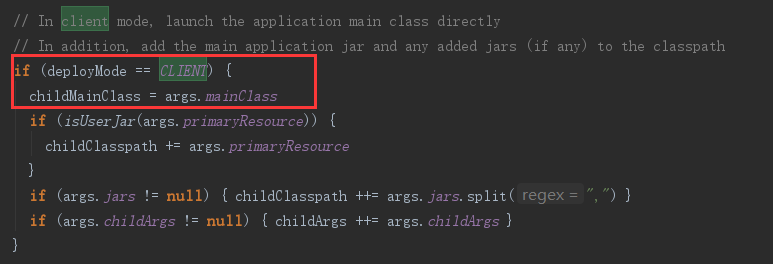 // In client mode, launch the application main class directly
// In addition, add the main application jar and any added jars (if any) to the classpath
if (deployMode == CLIENT) {
childMainClass = args.mainClass
if (isUserJar(args.primaryResource)) {
childClasspath += args.primaryResource
}
if (args.jars != null) { childClasspath ++= args.jars.split( regex = ",") }
if (args.childArgs != null) { childArgs ++= args.childArgs }
}